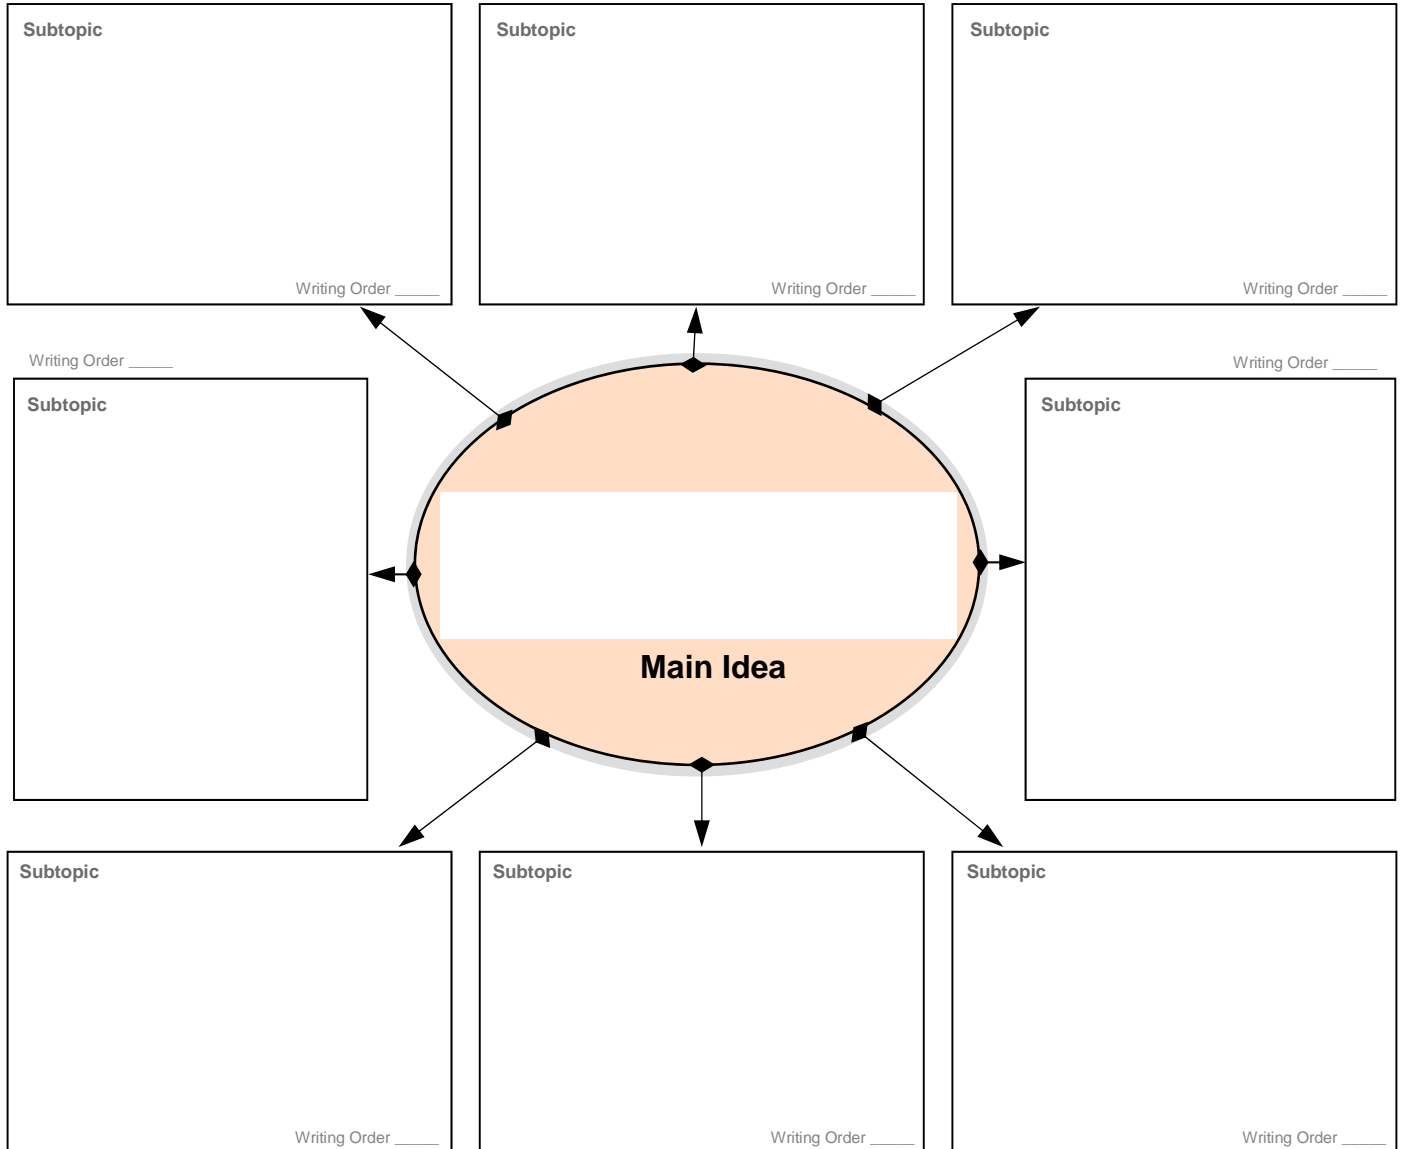 Subtopic
Subtopic
Subtopic
Writing Order _____
Writing Order _____
Writing Order _____
Writing Order _____
Writing Order _____
Subtopic
Subtopic
Main Idea
Subtopic
Subtopic
Subtopic
Writing Order _____
Writing Order _____
Writing Order _____